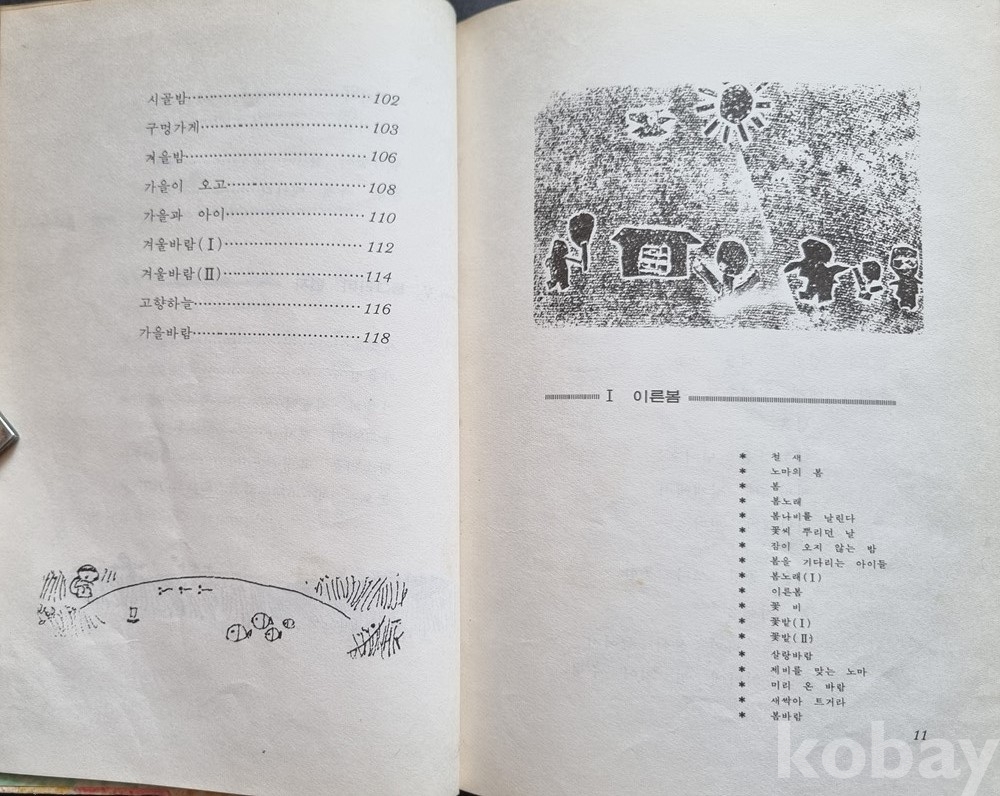 시골밤 102
구멍가게 103
겨울밤 106
가을이 오고 108
가을과 아이 110
겨울바람(Ⅰ) 112
겨울바람(Ⅱ) 114
고향하늘 116
가을바람 118
Ⅰ 이른봄
* 철 새
* 노마의 봄
* 봄
* 봄노래
* 봄나비를 날린다
* 꽃씨 뿌리던 날
* 잠이 오지 않는 밤
* 봄을 기다리는 아이들
* 봄노래(Ⅰ)
* 이른봄
* 꽃 비
* 꽃밭(Ⅰ)
* 꽃밭(Ⅱ)
* 살랑바람
* 제비를 맞는 노마
* 미리 온 바람
* 새싹아 트거라
* 봄바람
11
kobay